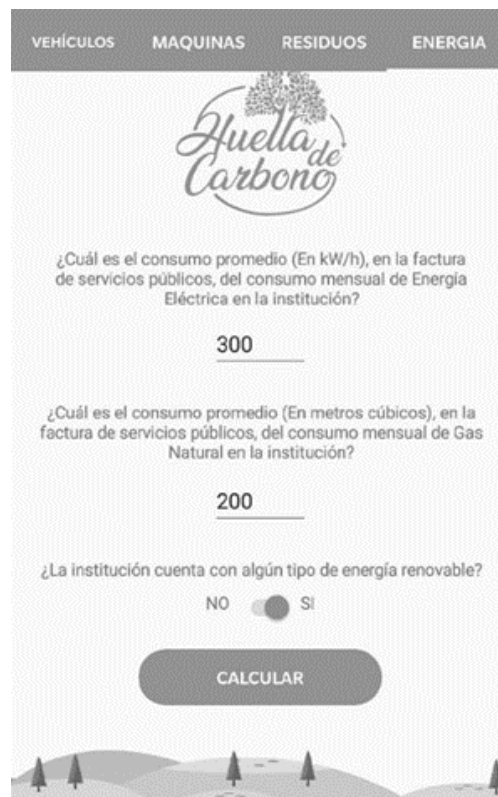 VEHÍCULOS MAQUINAS RESIDUOS ENERGIA
Huella de
Carbono
¿Cuál es el consumo promedio (En kW/h), en la factura
de servicios públicos, del consumo mensual de Energía
Eléctrica en la institución?
300
¿Cuál es el consumo promedio (En metros cúbicos), en la
factura de servicios públicos, del consumo mensual de Gas
Natural en la institución?
200
¿La institución cuenta con algún tipo de energía renovable?
NO SI
CALCULAR